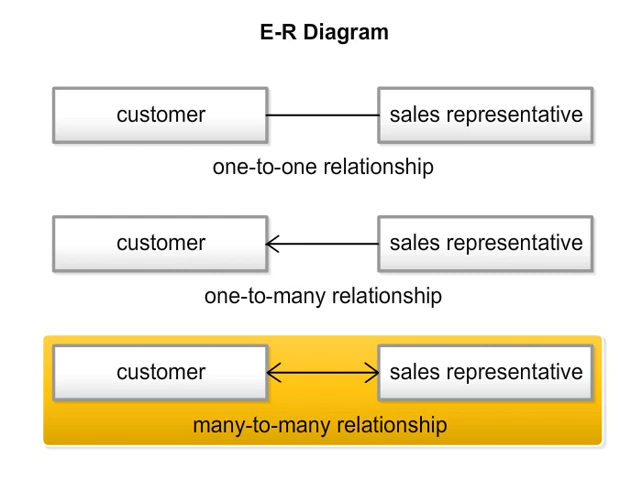 E-R Diagram
customer
sales representative
one-to-one relationship
customer
sales representative
one-to-many relationship
customer
sales representative
many-to-many relationship